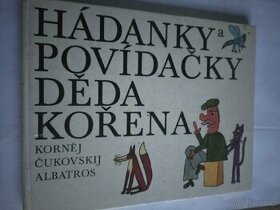 HÁDANKY a
POVÍDAČKY
DĚDA
KOŘENA
KORNĚJ
ČUKOVSKIJ
ALBATROS